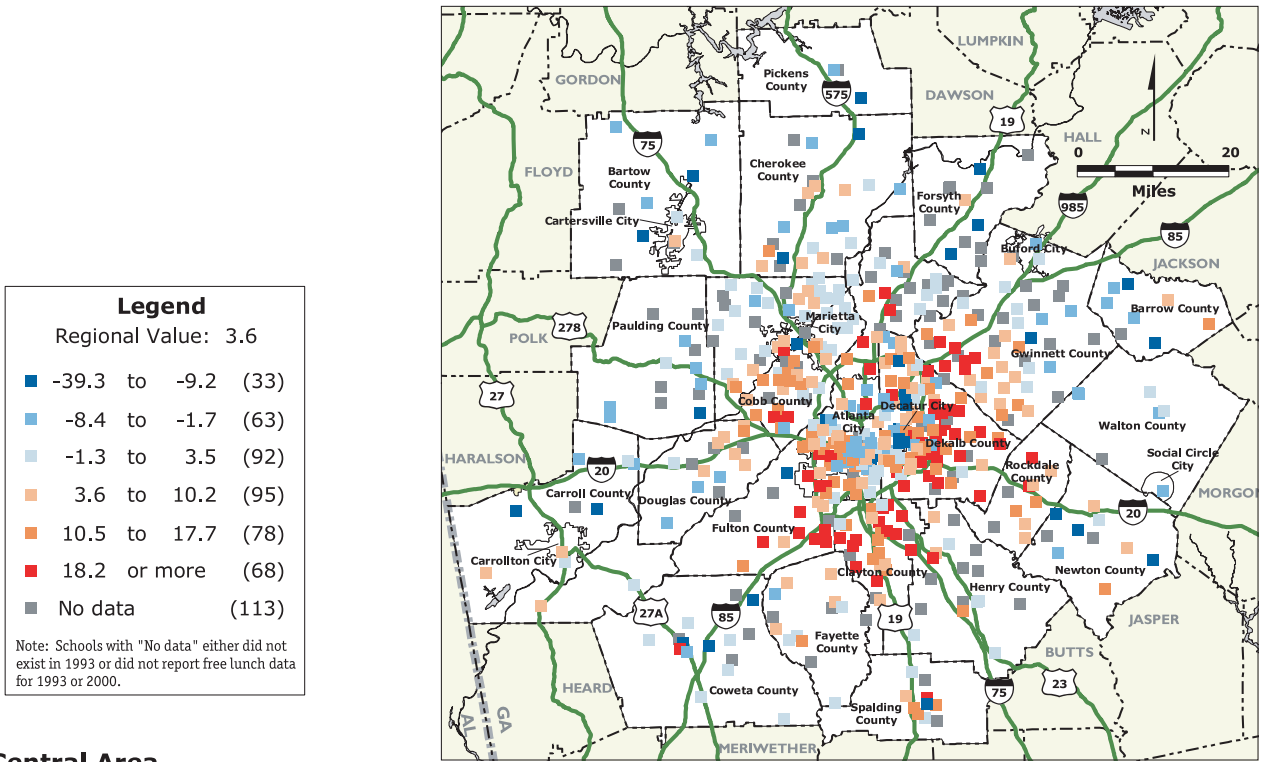 Legend
Regional Value: 3.6
-39.3 to -9.2 (33)
-8.4 to -1.7 (63)
-1.3 to 3.5 (92)
3.6 to 10.2 (95)
10.5 to 17.7 (78)
18.2 or more (68)
No data (113)
Note: Schools with "No data" either did not
exist in 1993 or did not report free lunch data
for 1993 or 2000.
LUMPKIN
GORDON
Pickens
County
575
DAWSON
19
HALL
N
0 20
Miles
75
FLOYD
Bartow
County
Cherokee
County
Forsyth
County
985
85
Cartersville City
Buford City
JACKSON
Barrow County
Paulding County
278
POLK
Marietta
City
Gwinnett County
27
Cobb County
Decatur City
Atlanta
City
Walton County
Dekalb County
HARALSON
20
Social Circle
City
Rockdale
County
MORGON
Carroll County
Douglas County
20
Fulton County
Carrollton City
Clayton County
Newton County
Henry County
27A
85
19
JASPER
Fayette
County
BUTTS
HEARD
Coweta County
75
23
Spalding
County
GA
AL
MERIWETHER
Central Area